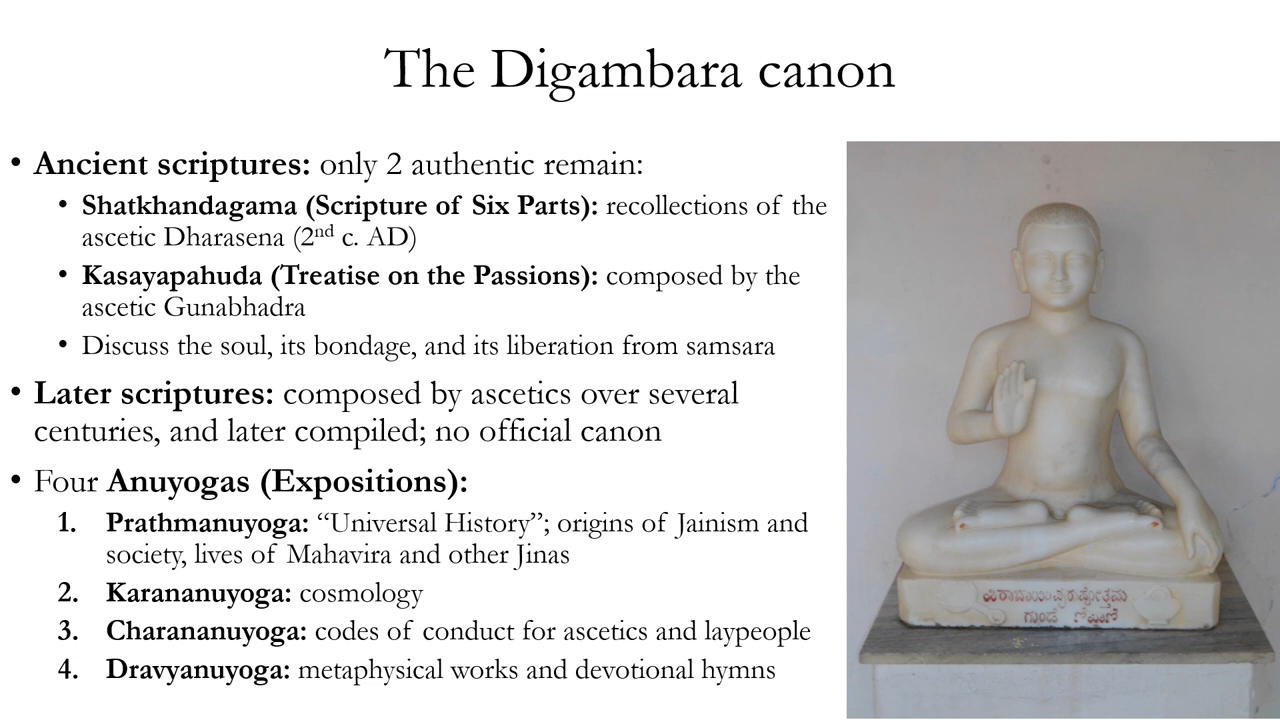 The Digambara canon
• Ancient scriptures: only 2 authentic remain:
• Shatkhandagama (Scripture of Six Parts): recollections of the
ascetic Dharasena (2nd c. AD)
• Kasayapahuda (Treatise on the Passions): composed by the
ascetic Gunabhadra
• Discuss the soul, its bondage, and its liberation from samsara
• Later scriptures: composed by ascetics over several
centuries, and later compiled; no official canon
• Four Anuyogas (Expositions):
1. Prathmanuyoga: “Universal History”; origins of Jainism and
society, lives of Mahavira and other Jinas
2. Karananuyoga: cosmology
3. Charananuyoga: codes of conduct for ascetics and laypeople
4. Dravyanuyoga: metaphysical works and devotional hymns